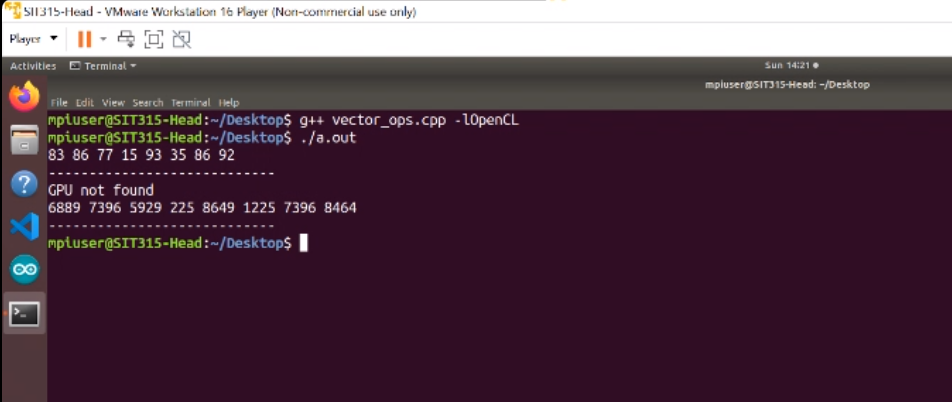 SIT315-Head - VMware Workstation 16 Player (Non-commercial use only)
Player
Activities Terminal Sun 14:21
mpiuser@SIT315-Head: ~/Desktop
File Edit View Search Terminal Help
mpiuser@SIT315-Head:~/Desktop$ g++ vector_ops.cpp -lOpenCL
mpiuser@SIT315-Head:~/Desktop$ ./a.out
83 86 77 15 93 35 86 92
---------------------------
GPU not found
6889 7396 5929 225 8649 1225 7396 8464
---------------------------
mpiuser@SIT315-Head:~/Desktop$